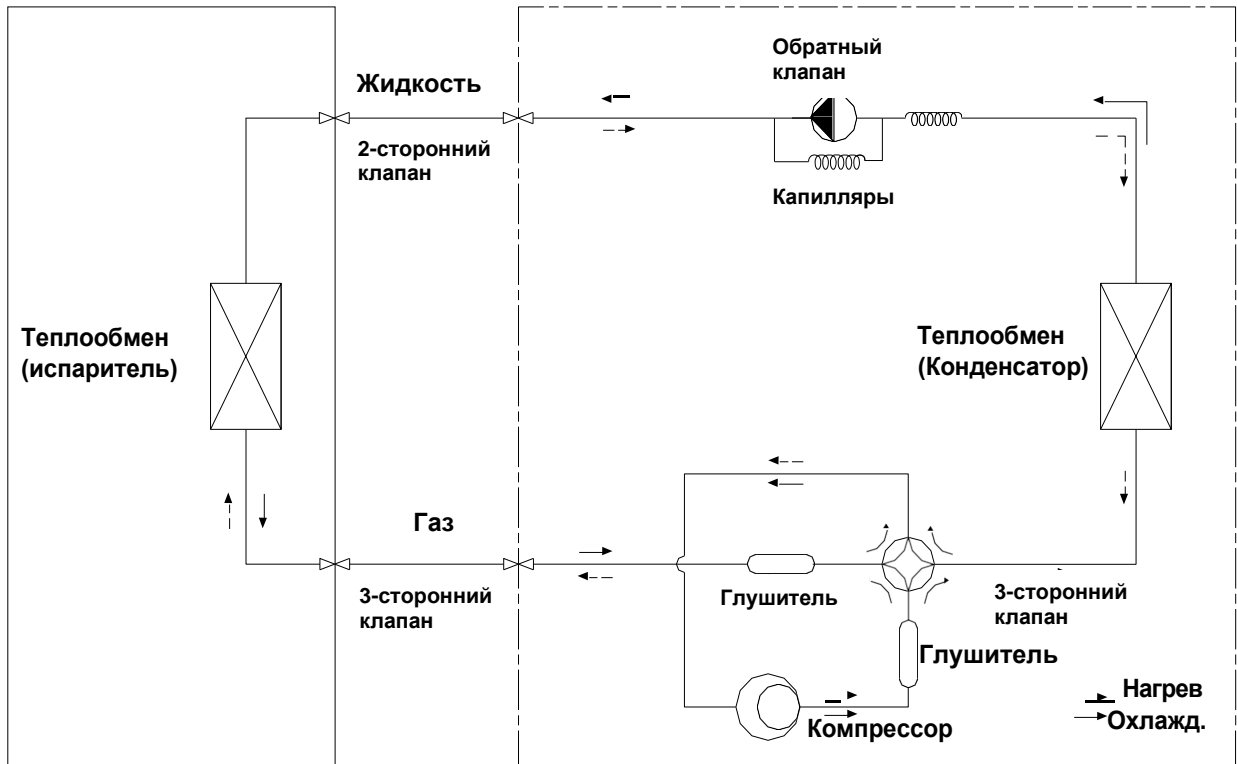 Обратный
клапан
Жидкость
2-сторонний
клапан
Капилляры
Теплообмен
(испаритель)
Теплообмен
(Конденсатор)
Газ
3-сторонний
клапан
Глушитель
3-сторонний
клапан
Глушитель
Компрессор
Нагрев
Охлажд.